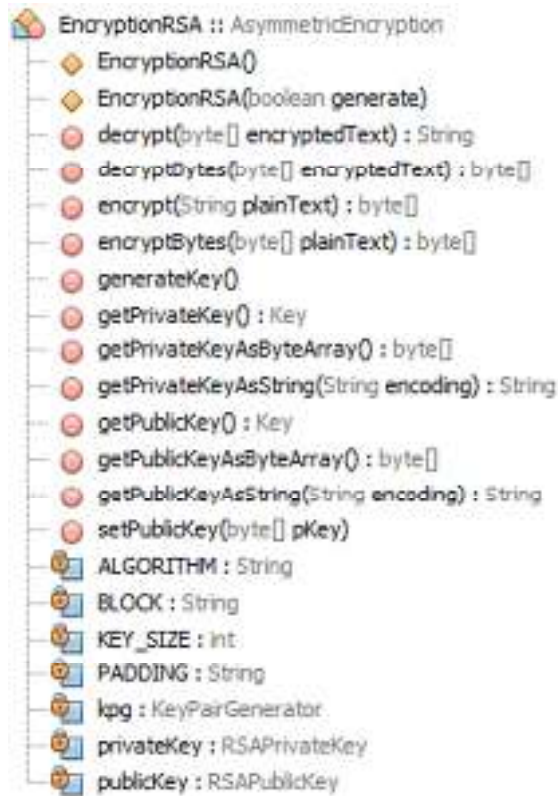 EncryptionRSA :: AsymmetricEncryption
EncryptionRSA()
EncryptionRSA(boolean generate)
decrypt(byte[] encryptedText) : String
decryptBytes(byte[] encryptedText) : byte[]
encrypt(String plainText) : byte[]
encryptBytes(byte[] plainText) : byte[]
generateKey()
getPrivateKey() : Key
getPrivateKeyAsByteArray() : byte[]
getPrivateKeyAsString(String encoding) : String
getPublicKey() : Key
getPublicKeyAsByteArray() : byte[]
getPublicKeyAsString(String encoding) : String
setPublicKey(byte[] pKey)
ALGORITHM : String
BLOCK : String
KEY_SIZE : int
PADDING : String
kpg : KeyPairGenerator
privateKey : RSAPrivateKey
publicKey : RSAPublicKey